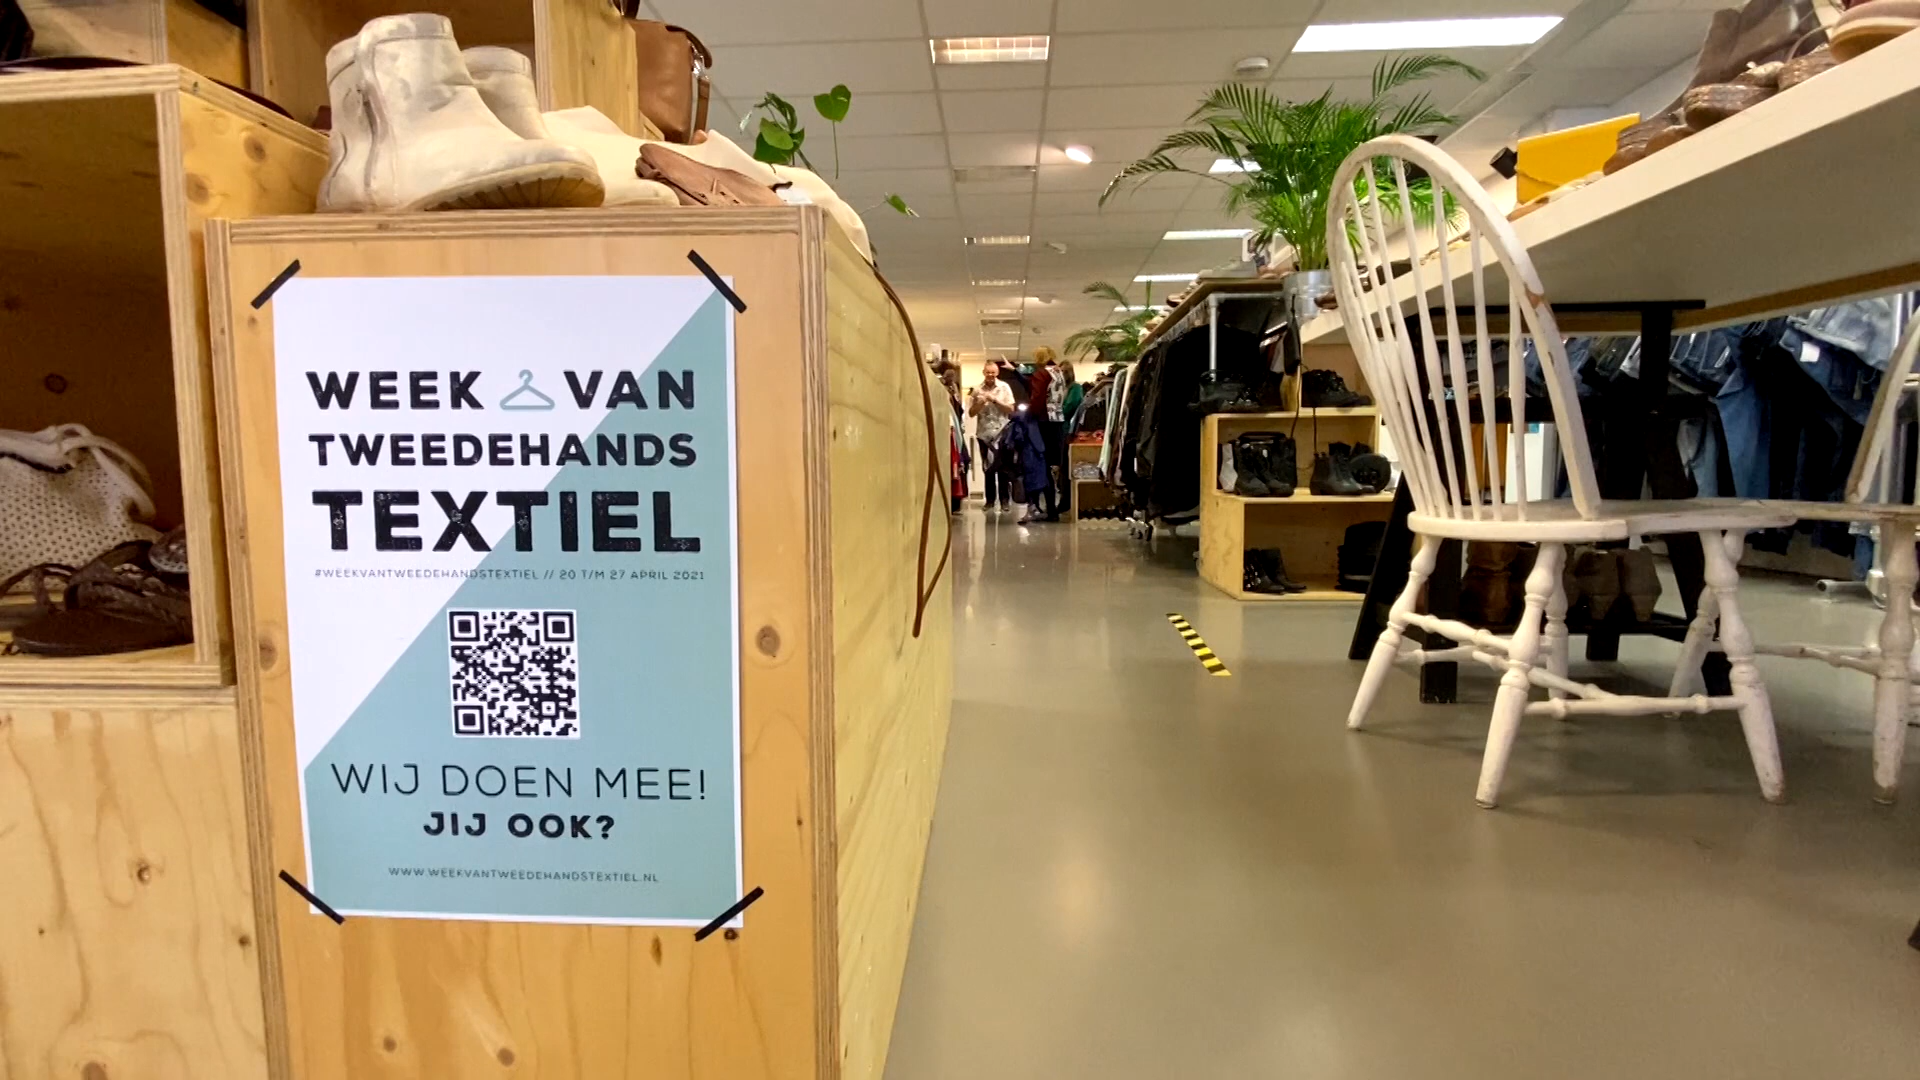 WEEK VAN
TWEEDEHANDS
TEXTIEL
#WEEKVANTWEEDEHANDSTEXTIEL // 20 T/M 27 APRIL 2021
WIJ DOEN MEE!
JIJ OOK?
WWW.WEEKVANTWEEDEHANDSTEXTIEL.NL